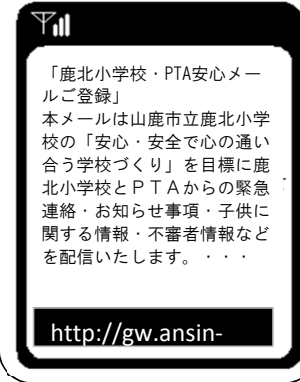 「鹿北小学校・PTA安心メー
ルご登録」
本メールは山鹿市立鹿北小学
校の「安心・安全で心の通い
合う学校づくり」を目標に鹿
北小学校とＰＴＡからの緊急
連絡・お知らせ事項・子供に
関する情報・不審者情報など
を配信いたします。・・・
http://gw.ansin-